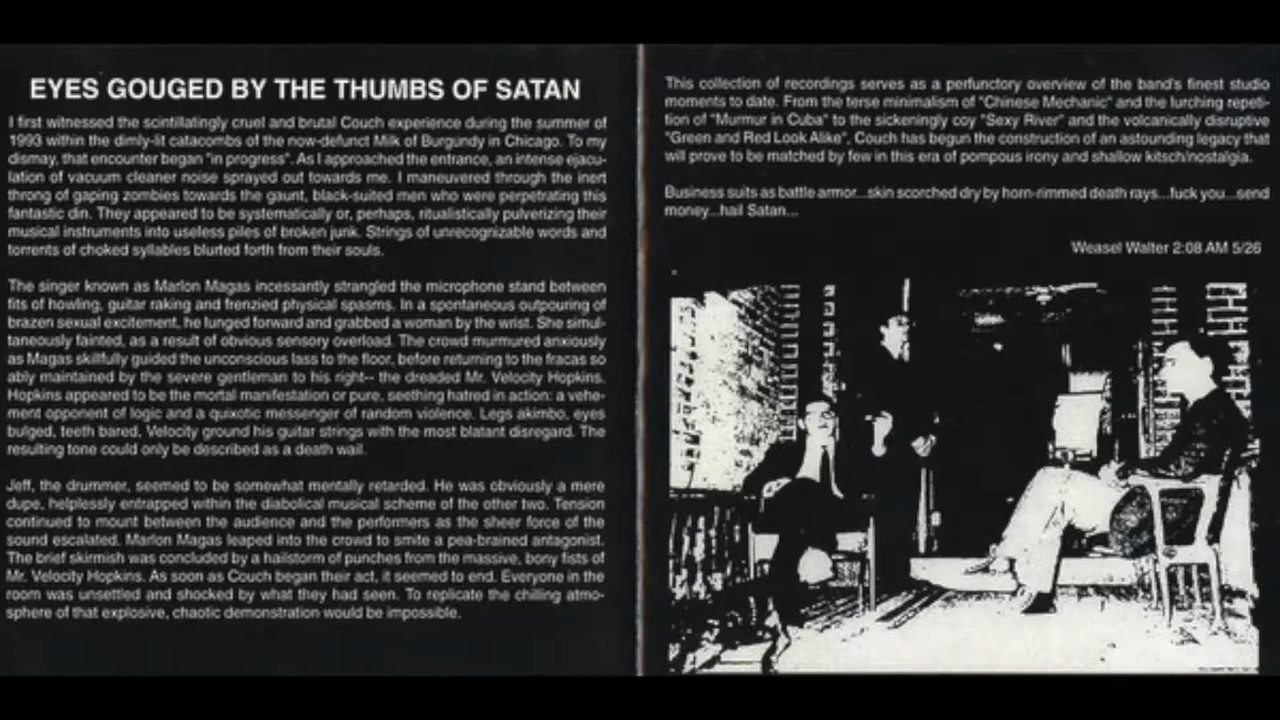 EYES GOUGED BY THE THUMBS OF SATAN
I first witnessed the scintillatingly cruel and brutal Couch experience during the summer of
1993 within the dimly-lit catacombs of the now-defunct Milk of Burgundy in Chicago. To my
dismay, that encounter began "in progress". As I approached the entrance, an intense ejacu-
lation of vacuum cleaner noise sprayed out towards me. I maneuvered through the inert
throng of gaping zombies towards the gaunt, black-suited men who were perpetrating this
fantastic din. They appeared to be systematically or, perhaps, ritualistically pulverizing their
musical instruments into useless piles of broken junk. Strings of unrecognizable words and
torrents of choked syllables blurted forth from their souls.
The singer known as Marlon Magas incessantly strangled the microphone stand between
fits of howling, guitar raking and frenzied physical spasms. In a spontaneous outpouring of
brazen sexual excitement, he lunged forward and grabbed a woman by the wrist. She simul-
taneously fainted, as a result of obvious sensory overload. The crowd murmured anxiously
as Magas skillfully guided the unconscious lass to the floor, before returning to the fracas so
ably maintained by the severe gentleman to his right-- the dreaded Mr. Velocity Hopkins.
Hopkins appeared to be the mortal manifestation or pure, seething hatred in action: a vehe-
ment opponent of logic and a quixotic messenger of random violence. Legs akimbo, eyes
bulged, teeth bared, Velocity ground his guitar strings with the most blatant disregard. The
resulting tone could only be described as a death wail.
Jeff, the drummer, seemed to be somewhat mentally retarded. He was obviously a mere
dupe, helplessly entrapped within the diabolical musical scheme of the other two. Tension
continued to mount between the audience and the performers as the sheer force of the
sound escalated. Marlon Magas leaped into the crowd to smite a pea-brained antagonist.
The brief skirmish was concluded by a hailstorm of punches from the massive, bony fists of
Mr. Velocity Hopkins. As soon as Couch began their act, it seemed to end. Everyone in the
room was unsettled and shocked by what they had seen. To replicate the chilling atmo-
sphere of that explosive, chaotic demonstration would be impossible.
This collection of recordings serves as a perfunctory overview of the band's finest studio
moments to date. From the terse minimalism of "Chinese Mechanic" and the lurching repeti-
tion of "Murmur in Cuba" to the sickeningly coy "Sexy River" and the volcanically disruptive
"Green and Red Look Alike", Couch has begun the construction of an astounding legacy that
will prove to be matched by few in this era of pompous irony and shallow kitsch/nostalgia.
Business suits as battle armor...skin scorched dry by horn-rimmed death rays...fuck you...send
money...hail Satan...
Weasel Walter 2:08 AM 5/26